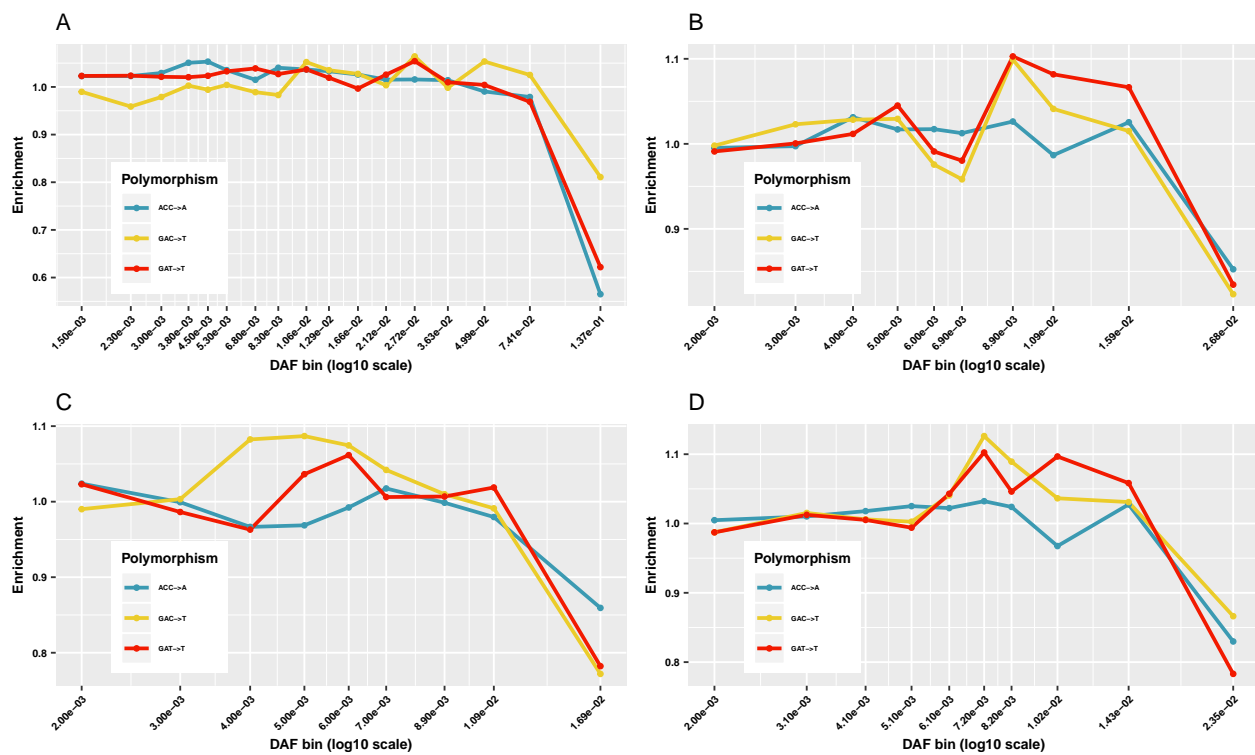 A
Enrichment
1.0
0.9
0.8
0.7
0.6
Polymorphism
ACC->A
GAC->T
GAT->T
1.50e-03
2.30e-03
3.00e-03
3.80e-03
4.50e-03
5.30e-03
6.80e-03
8.30e-03
1.06e-02
1.29e-02
1.66e-02
2.12e-02
2.72e-02
3.63e-02
4.99e-02
7.41e-02
1.37e-01
DAF bin (log10 scale)
B
Enrichment
1.1
1.0
0.9
Polymorphism
ACC->A
GAC->T
GAT->T
2.00e-03
3.00e-03
4.00e-03
5.00e-03
6.00e-03
6.90e-03
8.90e-03
1.09e-02
1.59e-02
2.68e-02
DAF bin (log10 scale)
C
Enrichment
1.1
1.0
0.9
0.8
Polymorphism
ACC->A
GAC->T
GAT->T
2.00e-03
3.00e-03
4.00e-03
5.00e-03
6.00e-03
7.00e-03
8.90e-03
1.09e-02
1.69e-02
DAF bin (log10 scale)
D
Enrichment
1.1
1.0
0.9
0.8
Polymorphism
ACC->A
GAC->T
GAT->T
2.00e-03
3.10e-03
4.10e-03
5.10e-03
6.10e-03
7.20e-03
8.20e-03
1.02e-02
1.43e-02
2.35e-02
DAF bin (log10 scale)